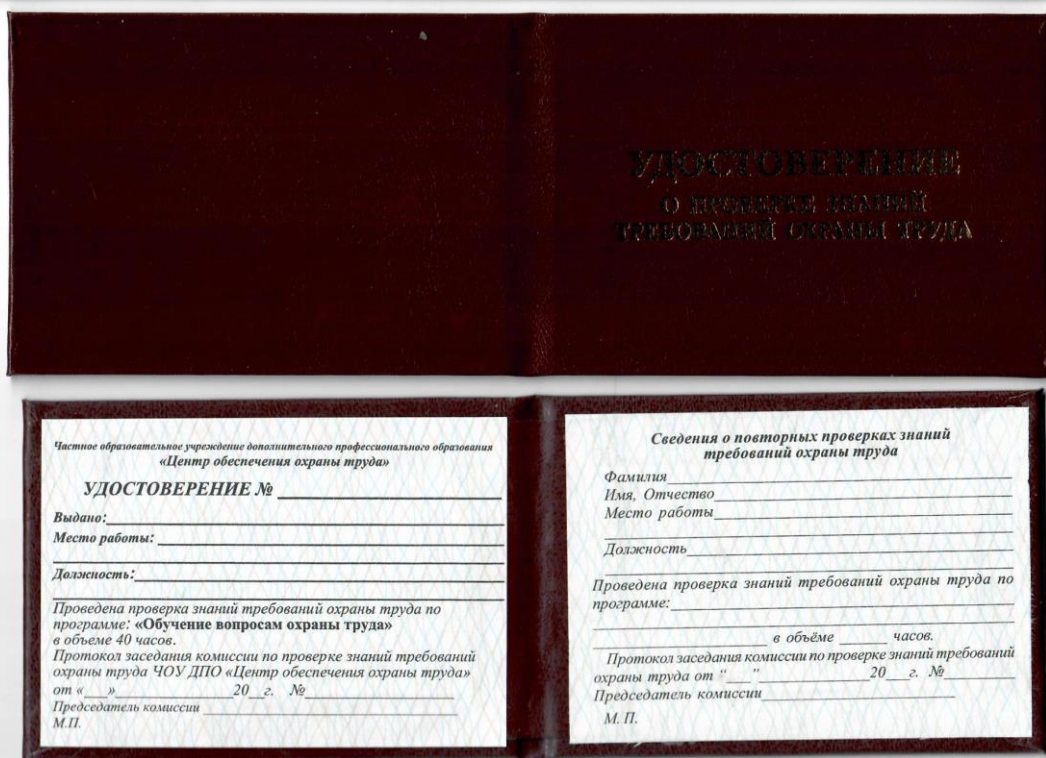 УДОСТОВЕРЕНИЕ
О ПРОВЕРКЕ ЗНАНИЙ
ТРЕБОВАНИЙ ОХРАНЫ ТРУДА
Частное образовательное учреждение дополнительного профессионального образования
«Центр обеспечения охраны труда»
УДОСТОВЕРЕНИЕ №
Выдано:
Место работы:
Должность:
Проведена проверка знаний требований охраны труда по
программе: «Обучение вопросам охраны труда»
в объеме 40 часов.
Протокол заседания комиссии по проверке знаний требований
охраны труда ЧОУ ДПО «Центр обеспечения охраны труда»
от «___»_______________20__г. №____________________
Председатель комиссии
М.П.
Сведения о повторных проверках знаний
требований охраны труда
Фамилия
Имя, Отчество
Место работы
Должность
Проведена проверка знаний требований охраны труда по
программе:
в объёме ______ часов.
Протокол заседания комиссии по проверке знаний требований
охраны труда от “___”______________20__г. №_________
Председатель комиссии
М. П.